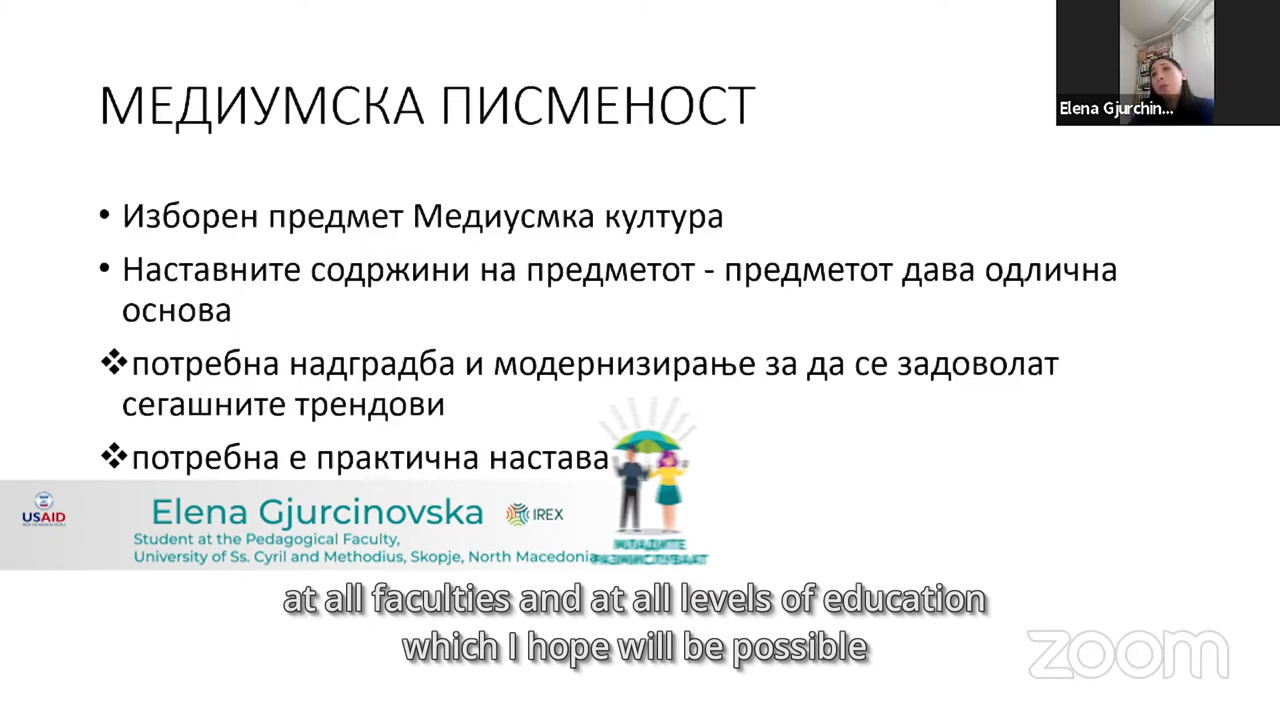 МЕДИУМСКА ПИСМЕНОСТ
Elena Gjurchin...
• Изборен предмет Медиусмка култура
• Наставните содржини на предметот - предметот дава одлична
основа
❖потребна надградба и модернизирање за да се задоволат
сегашните трендови
❖потребна е практична настава
USAID
Elena Gjurcinovska
IREX
Student at the Pedagogical Faculty,
University of Ss. Cyril and Methodius, Skopje, North Macedonia
МЛАДИТЕ
РАЗМИСЛУВААТ
at all faculties and at all levels of education
which I hope will be possible
zoom